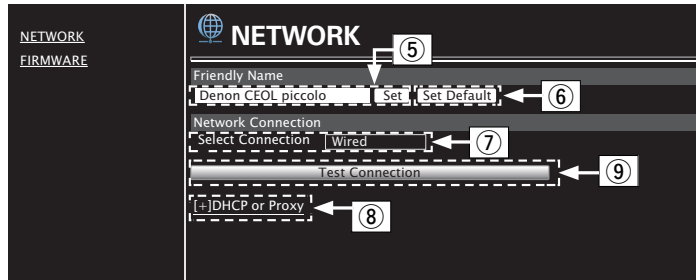 NETWORK
FIRMWARE
NETWORK
⑤
Friendly Name
Denon CEOL piccolo Set Set Default ⑥
Network Connection
Select Connection Wired ⑦
Test Connection ⑨
[+]DHCP or Proxy ⑧